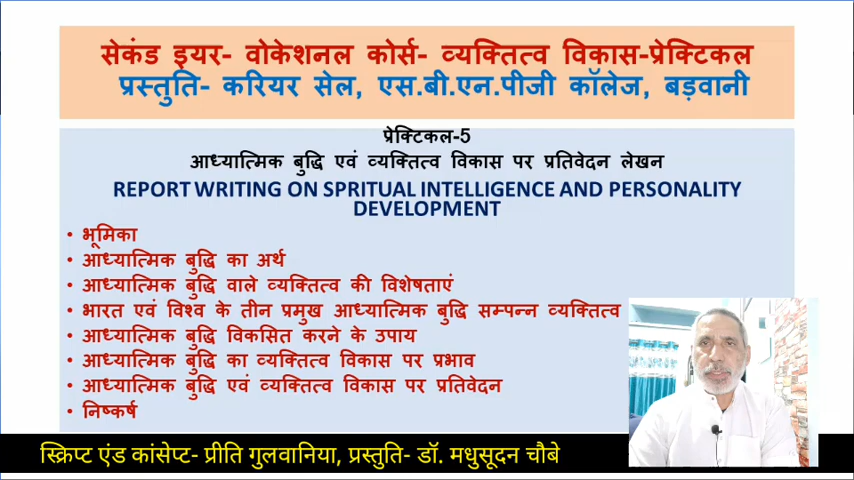 सेकंड इयर- वोकेशनल कोर्स- व्यक्तित्व विकास-प्रेक्टिकल
प्रस्तुति- करियर सेल, एस.बी.एन.पीजी कॉलेज, बड़वानी
प्रेक्टिकल-5
आध्यात्मिक बुद्धि एवं व्यक्तित्व विकास पर प्रतिवेदन लेखन
REPORT WRITING ON SPRITUAL INTELLIGENCE AND PERSONALITY
DEVELOPMENT
• भूमिका
• आध्यात्मिक बुद्धि का अर्थ
• आध्यात्मिक बुद्धि वाले व्यक्तित्व की विशेषताएं
• भारत एवं विश्व के तीन प्रमुख आध्यात्मिक बुद्धि सम्पन्न व्यक्तित्व
• आध्यात्मिक बुद्धि विकसित करने के उपाय
• आध्यात्मिक बुद्धि का व्यक्तित्व विकास पर प्रभाव
• आध्यात्मिक बुद्धि एवं व्यक्तित्व विकास पर प्रतिवेदन
• निष्कर्ष
स्क्रिप्ट एंड कांसेप्ट- प्रीति गुलवानिया, प्रस्तुति- डॉ. मधुसूदन चौबे